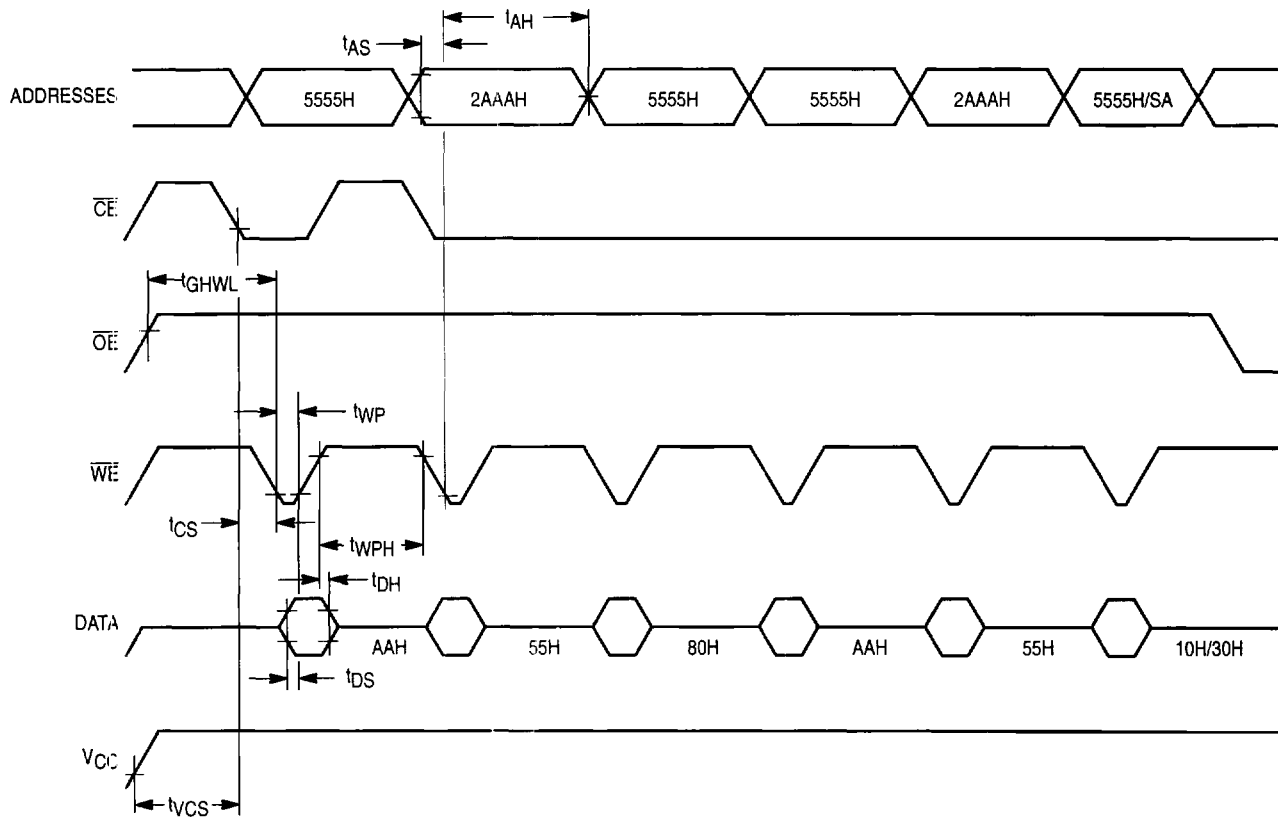 tAH
tAS
ADDRESSES
5555H
2AAAH
5555H
5555H
2AAAH
5555H/SA
CE
tGHWL
OE
tWP
WE
tCS
tWPH
tDH
DATA
AAH
55H
80H
AAH
55H
10H/30H
tDS
VCC
tVCS